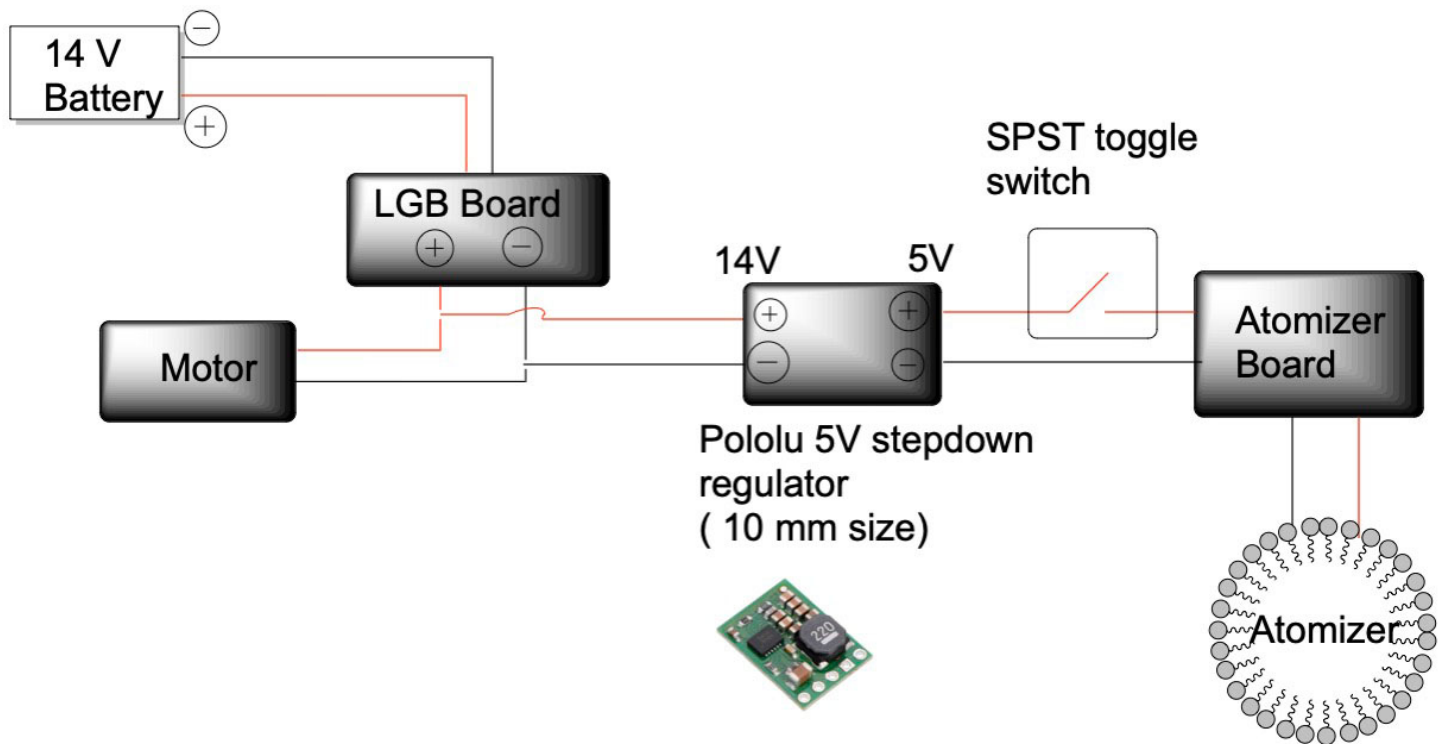 14 V
Battery
−
+
LGB Board
+ −
Motor
14V
5V
+
−
+
−
Pololu 5V stepdown
regulator
( 10 mm size)
220
SPST toggle
switch
Atomizer
Board
Atomizer